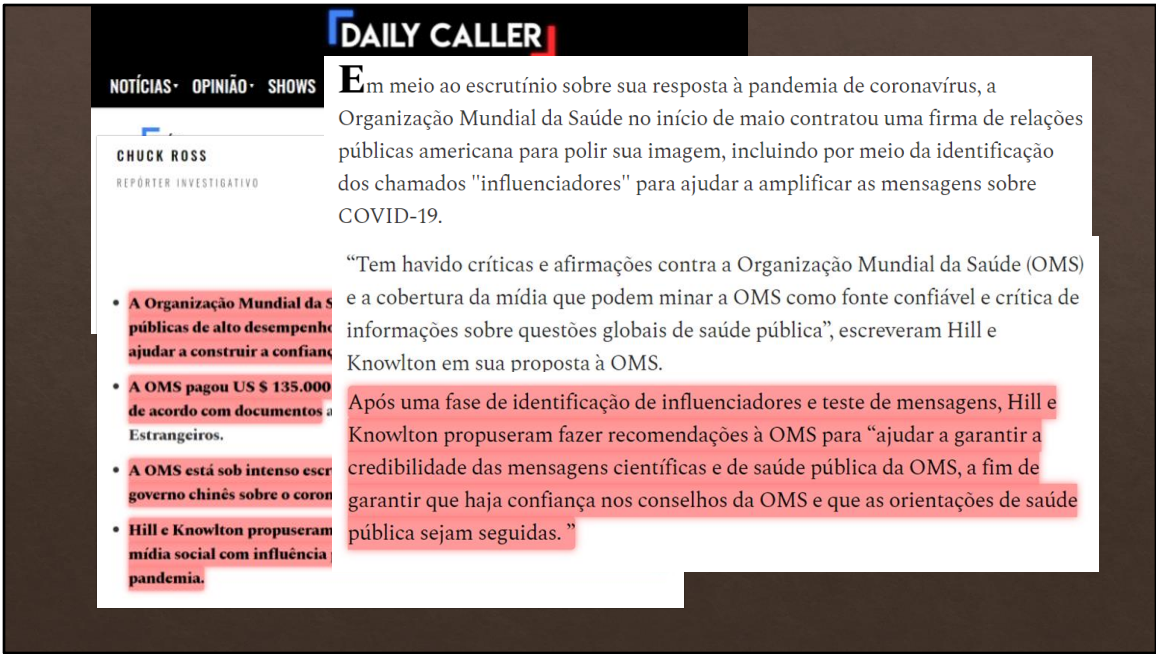 DAILY CALLER
NOTÍCIAS OPINIÃO SHOWS
CHUCK ROSS
REPÓRTER INVESTIGATIVO
A Organização Mundial da
públicas de alto desempenho
ajudar a construir a
A OMS pagou US $ 135.000
de acordo com documentos
Estrangeiros.
A OMS está sob intenso
governo chinês sobre o
Hill e Knowlton propuseram
mídia social com influência
pandemia.
Em meio ao escrutínio sobre sua resposta à pandemia de coronavírus, a
Organização Mundial da Saúde no início de maio contratou uma firma de relações
públicas americana para polir sua imagem, incluindo por meio da identificação
dos chamados "influenciadores" para ajudar a amplificar as mensagens sobre
COVID-19.
“Tem havido críticas e afirmações contra a Organização Mundial da Saúde (OMS)
e a cobertura da mídia que podem minar a OMS como fonte confiável e crítica de
informações sobre questões globais de saúde pública”, escreveram Hill e
Knowlton em sua proposta à OMS.
Após uma fase de identificação de influenciadores e teste de mensagens, Hill e
Knowlton propuseram fazer recomendações à OMS para “ajudar a garantir a
credibilidade das mensagens científicas e de saúde pública da OMS, a fim de
garantir que haja confiança nos conselhos da OMS e que as orientações de saúde
pública sejam seguidas. ”